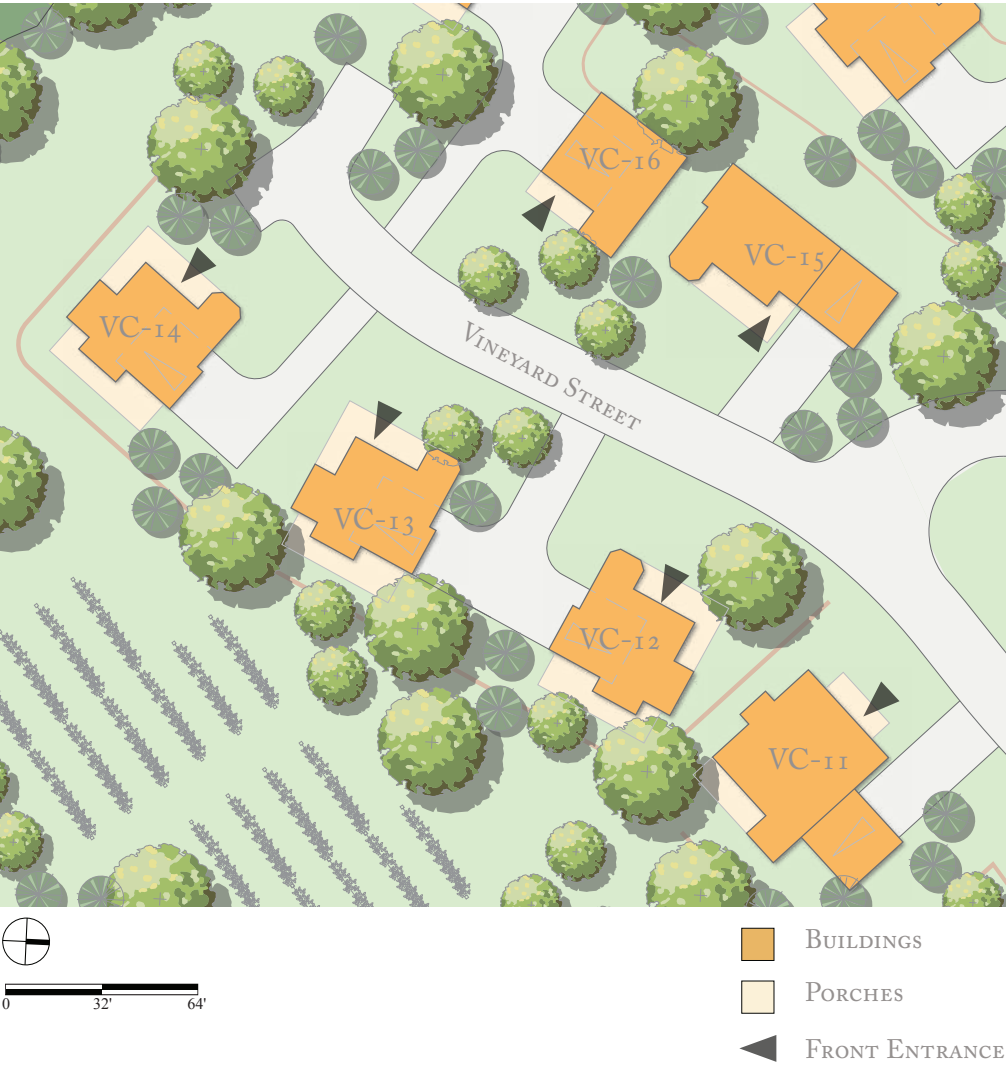 VC-16
VC-15
VC-14
Vineyard Street
VC-13
VC-12
VC-11
Buildings
0 32' 64'
Porches
Front Entrance